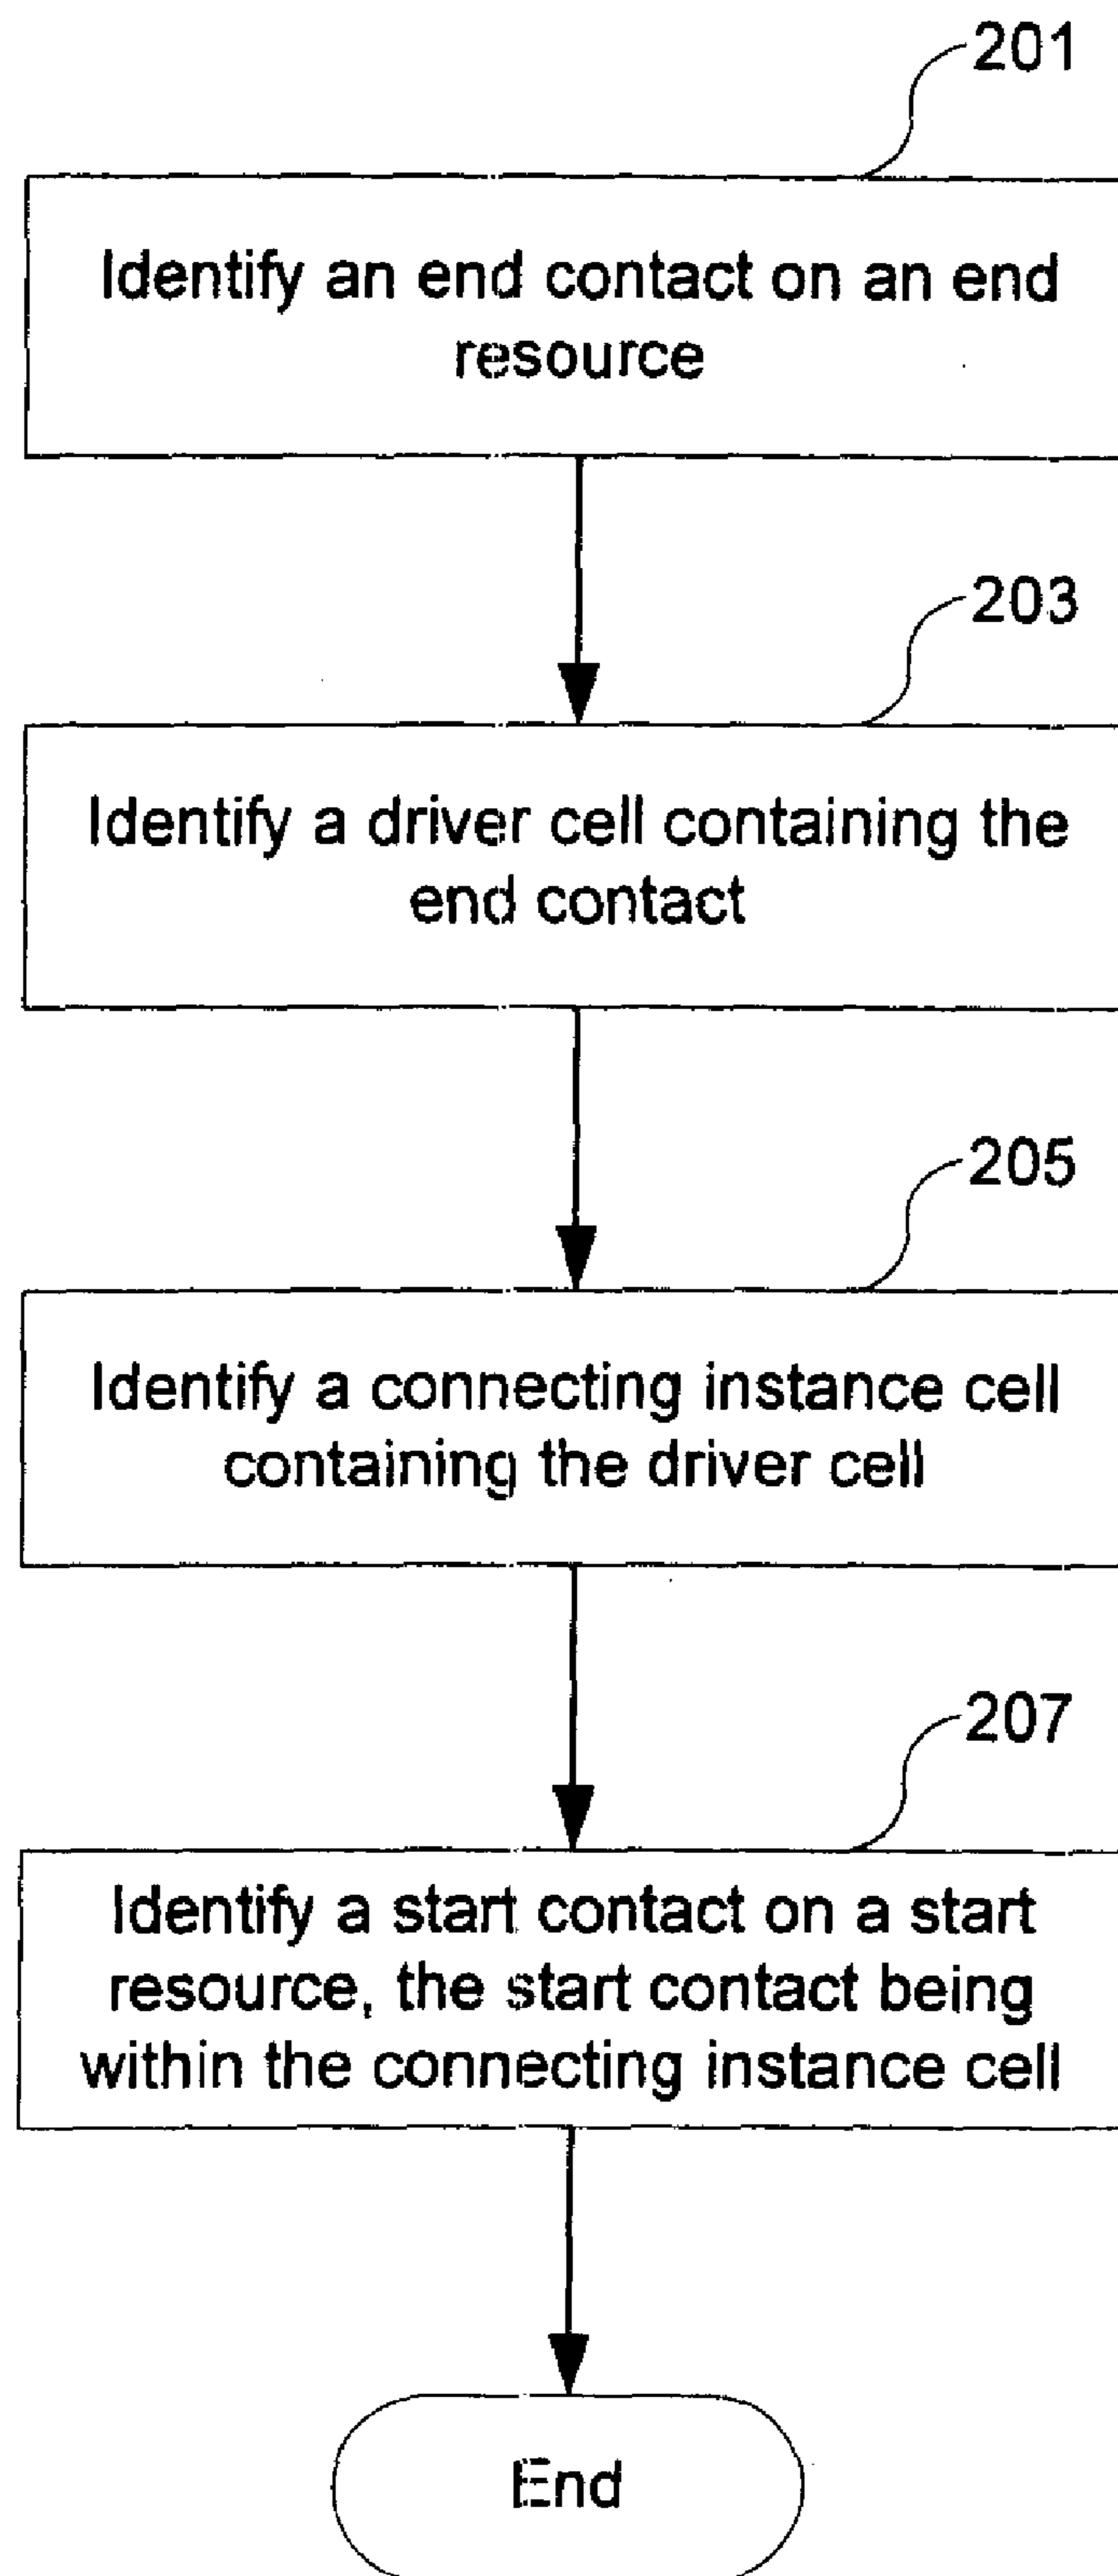 201
Identify an end contact on an end
resource
203
Identify a driver cell containing the
end contact
205
Identify a connecting instance cell
containing the driver cell
207
Identify a start contact on a start
resource, the start contact being
within the connecting instance cell
End